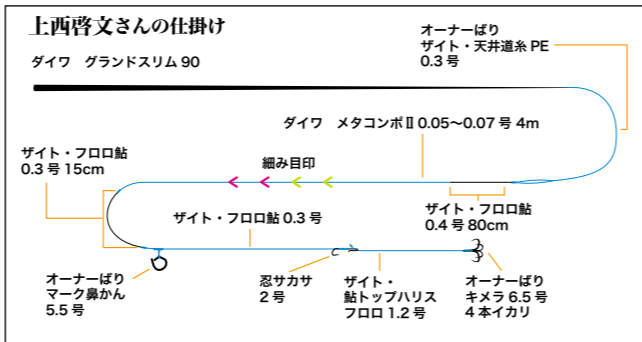 上西啓文さんの仕掛け
ダイワ グランドスリム 90
オーナーばり
ザイト・天井道糸 PE
0.3 号
ダイワ メタコンポⅡ 0.05〜0.07 号 4m
ザイト・フロロ鮎
0.3 号 15cm
細み目印
ザイト・フロロ鮎 0.3 号
ザイト・フロロ鮎
0.4 号 80cm
オーナーばり
マーク鼻かん
5.5 号
忍サカサ
2 号
ザイト・
鮎トップハリス
フロロ 1.2 号
オーナーばり
キメラ 6.5 号
4 本イカリ